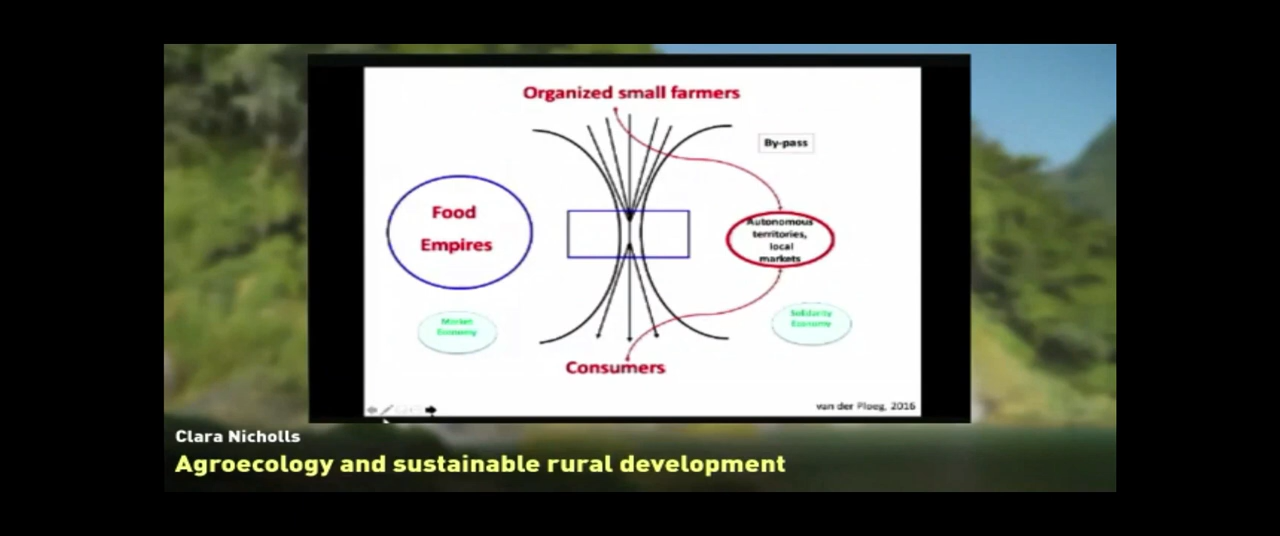 Organized small farmers
By-pass
Food
Empires
Autonomous
territories,
local
markets
Market
Economy
Solidarity
Economy
Consumers
van der Ploeg, 2016
Clara Nicholls
Agroecology and sustainable rural development